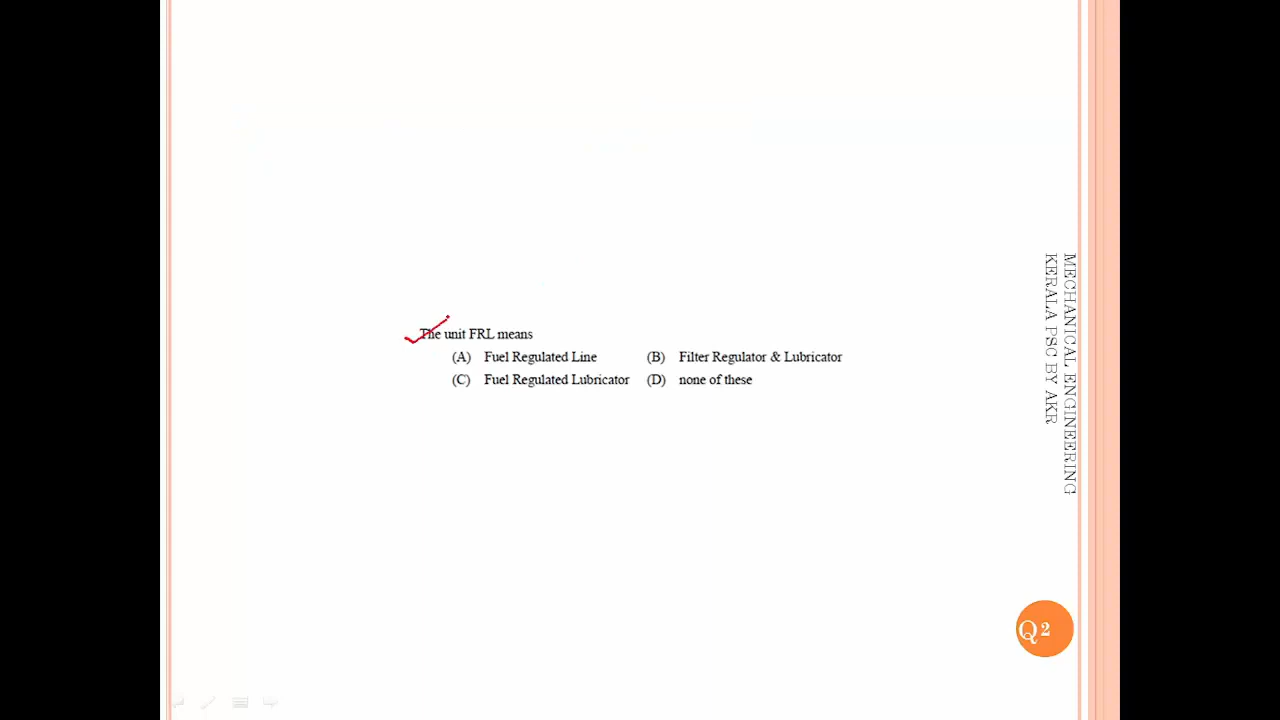 The unit FRL means
(A) Fuel Regulated Line (B) Filter Regulator & Lubricator
(C) Fuel Regulated Lubricator (D) none of these
MECHANICAL ENGINEERING
KERALA PSC BY AKR
Q2